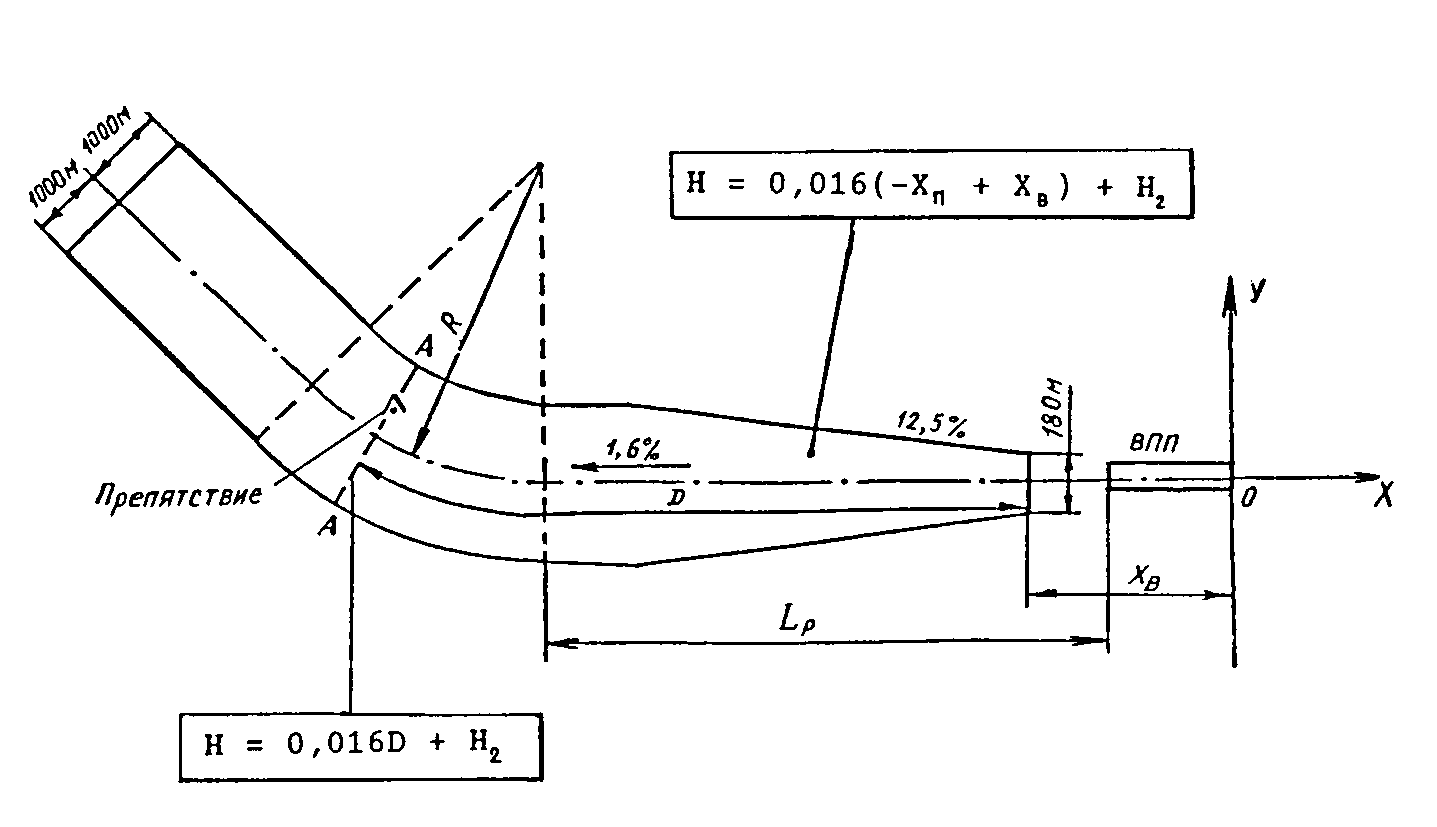 1000м 1000м
H = 0,016(-Xп + Xв) + H₂
У
R
А
12,5%
180м
ВПП
1,6%
D
0
X
Препятствие
А
Xв
Lр
H = 0,016D + H₂